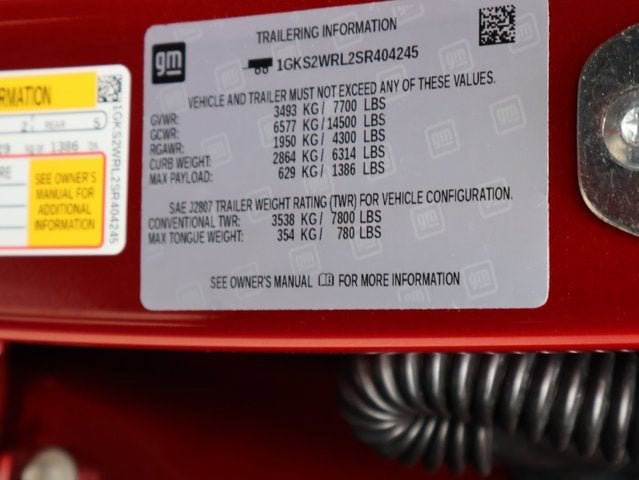 gm
TRAILERING INFORMATION
1GKS2WRL2SR404245
VEHICLE AND TRAILER MUST NOT EXCEED ANY OF THESE VALUES.
GVWR: 3493 KG/ 7700 LBS
GCWR: 6577 KG/14500 LBS
RGAWR: 1950 KG/ 4300 LBS
CURB WEIGHT: 2864 KG/ 6314 LBS
MAX PAYLOAD: 629 KG/ 1386 LBS
SAE J2807 TRAILER WEIGHT RATING (TWR) FOR VEHICLE CONFIGURATION.
CONVENTIONAL TWR: 3538 KG/ 7800 LBS
MAX TONGUE WEIGHT: 354 KG/ 780 LBS
SEE OWNER'S MANUAL FOR MORE INFORMATION
RMATION
2 REAR 5
29 1386
RE
SEE OWNER'S
MANUAL FOR
ADDITIONAL
INFORMATION
1GKS2WRL2SR404245